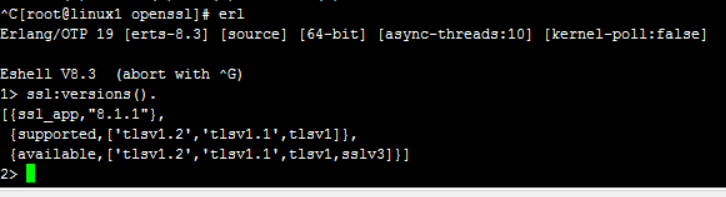 ^C[root@linux1 openssl]# erl
Erlang/OTP 19 [erts-8.3] [source] [64-bit] [async-threads:10] [kernel-poll:false]
Eshell V8.3  (abort with ^G)
1> ssl:versions().
[{ssl_app,"8.1.1"},
 {supported,['tlsv1.2','tlsv1.1',tlsv1]},
 {available,['tlsv1.2','tlsv1.1',tlsv1,sslv3]}]
2>